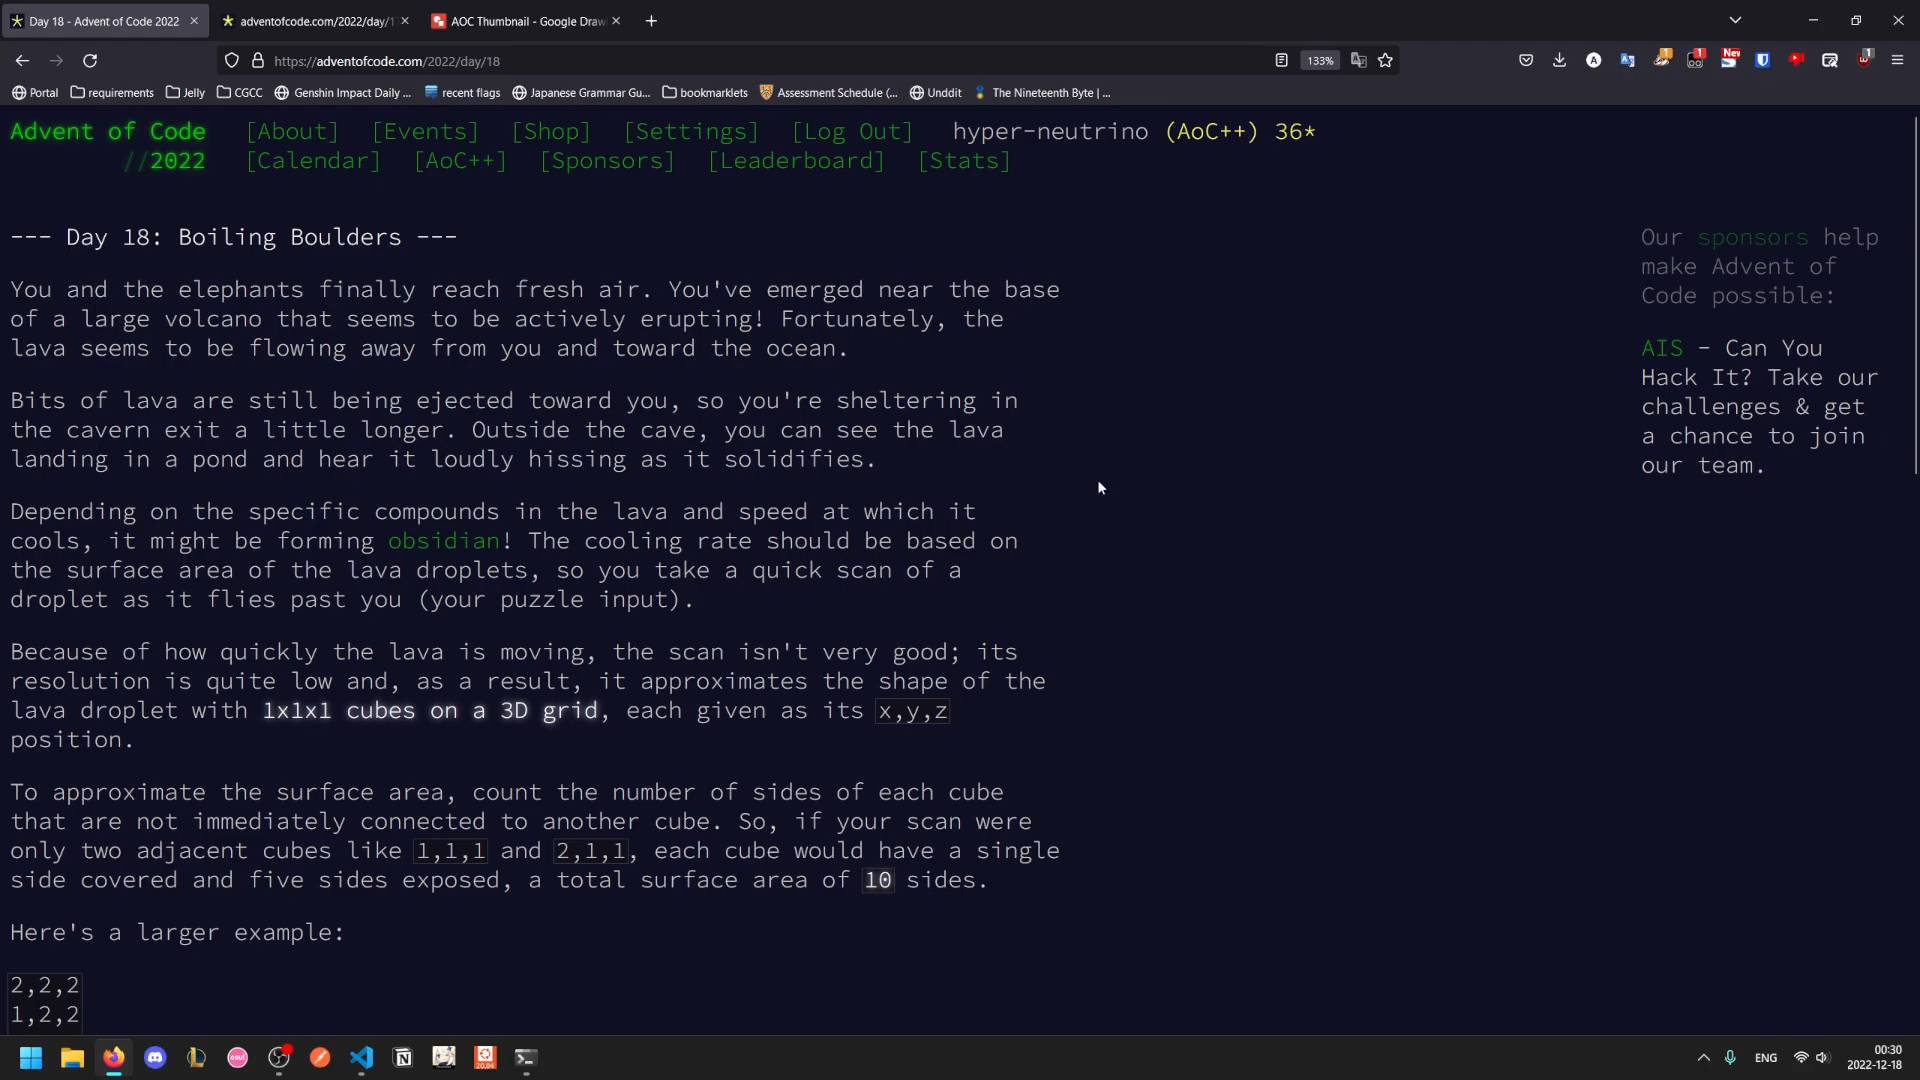 Day 18 - Advent of Code 2022
adventofcode.com/2022/day/1
AOC Thumbnail - Google Draw
https://adventofcode.com/2022/day/18
133%
Portal
requirements
Jelly
CGCC
Genshin Impact Daily ...
recent flags
Japanese Grammar Gu...
bookmarklets
Assessment Schedule (...
Unddit
The Nineteenth Byte | ...
Advent of Code [About] [Events] [Shop] [Settings] [Log Out] hyper-neutrino (AoC++) 36*
//2022 [Calendar] [AoC++] [Sponsors] [Leaderboard] [Stats]
--- Day 18: Boiling Boulders ---
You and the elephants finally reach fresh air. You've emerged near the base
of a large volcano that seems to be actively erupting! Fortunately, the
lava seems to be flowing away from you and toward the ocean.
Bits of lava are still being ejected toward you, so you're sheltering in
the cavern exit a little longer. Outside the cave, you can see the lava
landing in a pond and hear it loudly hissing as it solidifies.
Depending on the specific compounds in the lava and speed at which it
cools, it might be forming obsidian! The cooling rate should be based on
the surface area of the lava droplets, so you take a quick scan of a
droplet as it flies past you (your puzzle input).
Because of how quickly the lava is moving, the scan isn't very good; its
resolution is quite low and, as a result, it approximates the shape of the
lava droplet with 1x1x1 cubes on a 3D grid, each given as its x,y,z
position.
To approximate the surface area, count the number of sides of each cube
that are not immediately connected to another cube. So, if your scan were
only two adjacent cubes like 1,1,1 and 2,1,1, each cube would have a single
side covered and five sides exposed, a total surface area of 10 sides.
Here's a larger example:
2,2,2
1,2,2
Our sponsors help
make Advent of
Code possible:
AIS - Can You
Hack It? Take our
challenges & get
a chance to join
our team.
ENG
00:30
2022-12-18